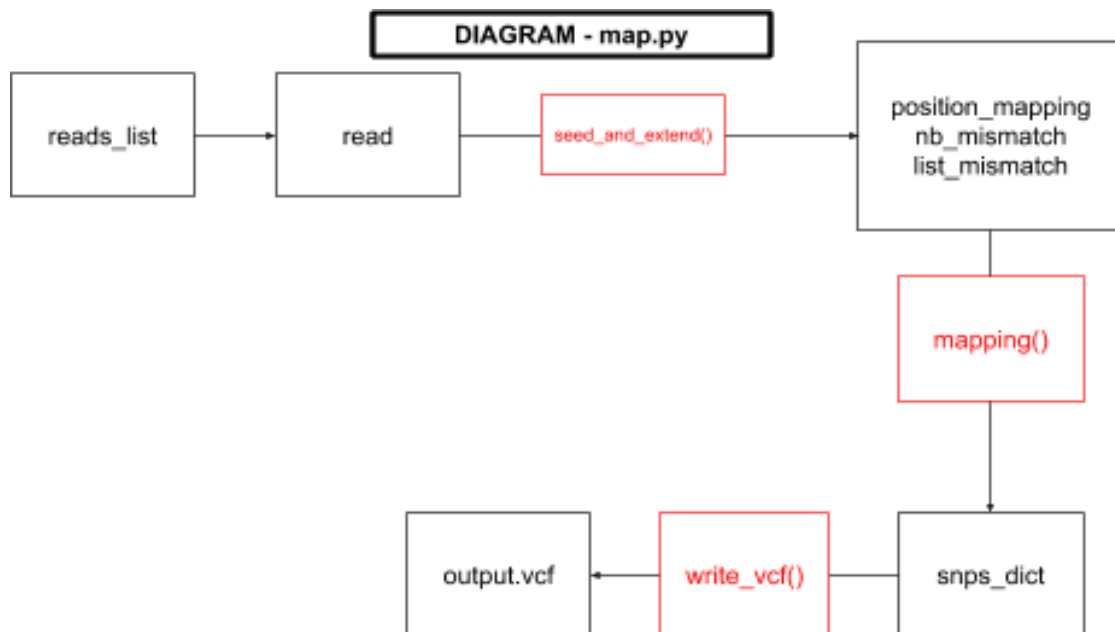 DIAGRAM - map.py
reads_list
read
seed_and_extend()
position_mapping
nb_mismatch
list_mismatch
mapping()
output.vcf
write_vcf()
snps_dict